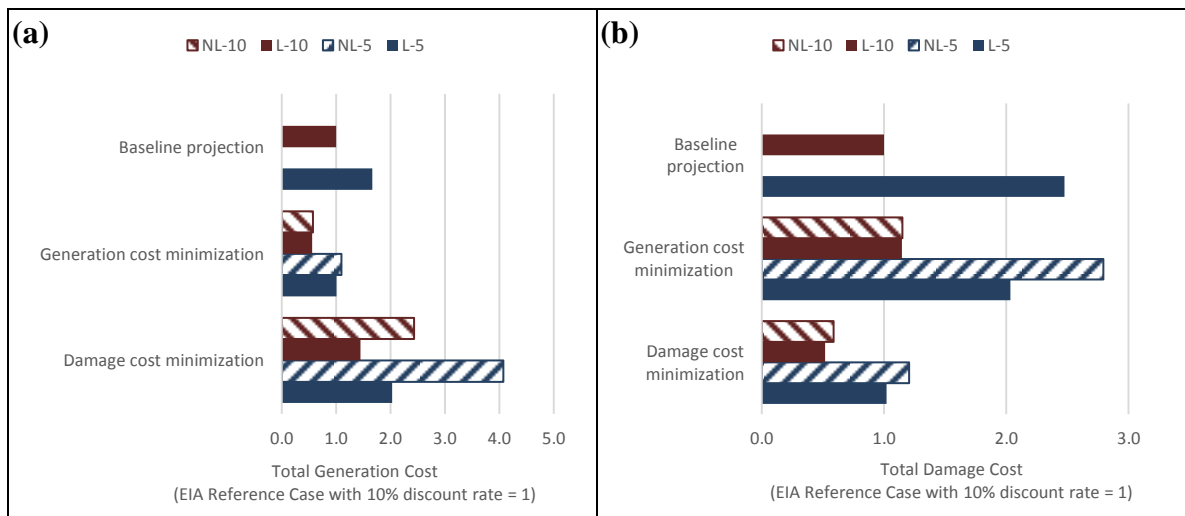 (a)
NL-10 L-10 NL-5 L-5
Baseline projection
Generation cost minimization
Damage cost minimization
0.0 1.0 2.0 3.0 4.0 5.0
Total Generation Cost
(EIA Reference Case with 10% discount rate = 1)
(b)
NL-10 L-10 NL-5 L-5
Baseline
projection
Generation cost
minimization
Damage cost
minimization
0.0 1.0 2.0 3.0
Total Damage Cost
(EIA Reference Case with 10% discount rate = 1)